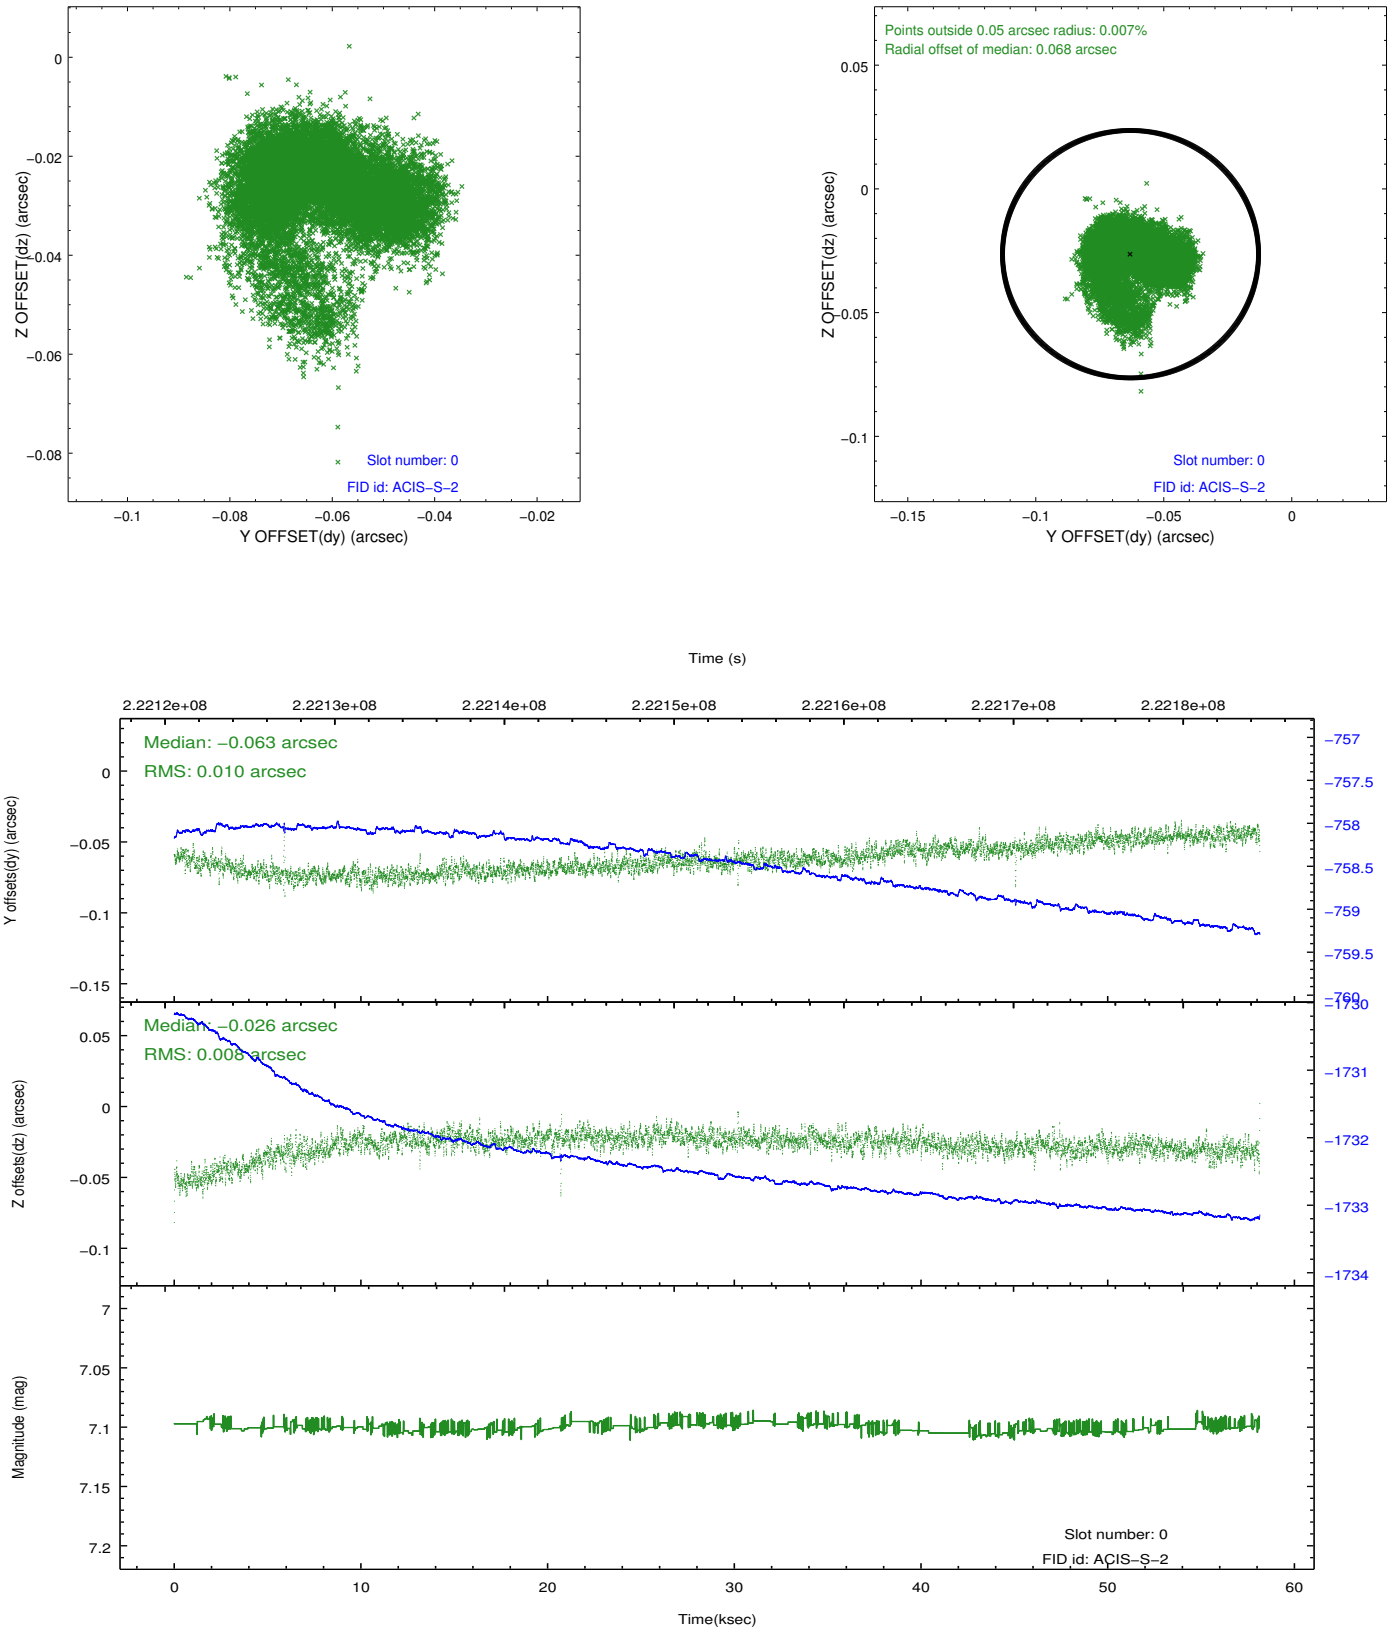 0
−0.02
−0.04
−0.06
−0.08
Z OFFSET(dz) (arcsec)
Slot number: 0
FID id: ACIS−S−2
−0.1
−0.08
−0.06
−0.04
−0.02
Y OFFSET(dy) (arcsec)
Points outside 0.05 arcsec radius: 0.007%
Radial offset of median: 0.068 arcsec
0.05
0
−0.05
−0.1
Z OFFSET(dz) (arcsec)
Slot number: 0
FID id: ACIS−S−2
−0.15
−0.1
−0.05
0
Y OFFSET(dy) (arcsec)
Time (s)
2.2212e+08
2.2213e+08
2.2214e+08
2.2215e+08
2.2216e+08
2.2217e+08
2.2218e+08
Median: −0.063 arcsec
RMS: 0.010 arcsec
0
−0.05
−0.1
−0.15
Y offsets(dy) (arcsec)
−757
−757.5
−758
−758.5
−759
−759.5
−760
Median: −0.026 arcsec
RMS: 0.008 arcsec
0.05
0
−0.05
−0.1
Z offsets(dz) (arcsec)
−1730
−1731
−1732
−1733
−1734
7
7.05
7.1
7.15
7.2
Magnitude (mag)
Slot number: 0
FID id: ACIS−S−2
0
10
20
30
40
50
60
Time(ksec)